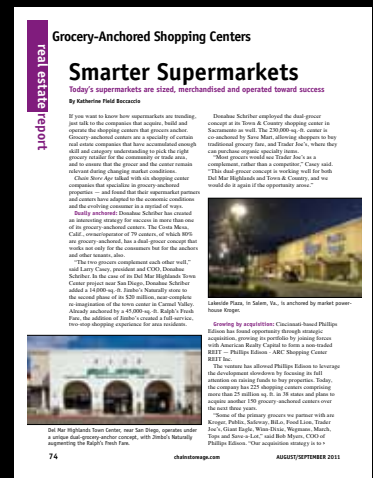 real estate report
Grocery-Anchored Shopping Centers
Smarter Supermarkets
Today's supermarkets are sized, merchandised and operated toward success
By Katherine Field Boccaccio
If you want to know how supermarkets are trending,
just talk to the companies that acquire, build and
operate the shopping centers that grocers anchor.
Grocery-anchored centers are a specialty of certain
real estate companies that have accumulated enough
skill and category understanding to pick the right
grocery retailer for the community or trade area,
and to ensure that the grocer and the center remain
relevant during changing market conditions.
Chain Store Age talked with six shopping center
companies that specialize in grocery-anchored
properties — and found that their supermarket partners
and centers have adapted to the economic conditions
and the evolving consumer in a myriad of ways.
Dually anchored: Donahue Schriber has created
an interesting strategy for success in more than one
of its grocery-anchored centers. The Costa Mesa,
Calif., owner/operator of 79 centers, of which 80%
are grocery-anchored, has a dual-grocer concept that
works not only for the consumers but for the anchors
and other tenants, also.
"The two grocers complement each other well,"
said Larry Casey, president and COO, Donahue
Schriber. In the case of its Del Mar Highlands Town
Center project near San Diego, Donahue Schriber
added a 14,000-sq.-ft. Jimbo's Naturally store to
the second phase of its $20 million, near-complete
re-imagination of the town center in Carmel Valley.
Already anchored by a 45,000-sq.-ft. Ralph's Fresh
Fare, the addition of Jimbo's created a full-service,
two-stop shopping experience for area residents.
Del Mar Highlands Town Center, near San Diego, operates under
a unique dual-grocery-anchor concept, with Jimbo's Naturally
augmenting the Ralph's Fresh Fare.
Donahue Schriber employed the dual-grocer
concept at its Town & Country shopping center in
Sacramento as well. The 230,000-sq.-ft. center is
co-anchored by Save Mart, allowing shoppers to buy
traditional grocery fare, and Trader Joe's, where they
can purchase organic specialty items.
"Most grocers would see Trader Joe's as a
complement, rather than a competitor," Casey said.
"This dual-grocer concept is working well for both
Del Mar Highlands and Town & Country, and we
would do it again if the opportunity arose."
Lakeside Plaza, in Salem, Va., is anchored by market power-
house Kroger.
Growing by acquisition: Cincinnati-based Phillips
Edison has found opportunity through strategic
acquisition, growing its portfolio by joining forces
with American Realty Capital to form a non-traded
REIT — Phillips Edison - ARC Shopping Center
REIT Inc.
The venture has allowed Phillips Edison to leverage
the development slowdown by focusing its full
attention on raising funds to buy properties. Today,
the company has 225 shopping centers comprising
more than 25 million sq. ft. in 38 states and plans to
acquire another 150 grocery-anchored centers over
the next three years.
"Some of the primary grocers we partner with are
Kroger, Publix, Safeway, BiLo, Food Lion, Trader
Joe's, Giant Eagle, Winn-Dixie, Wegmans, Marsh,
Tops and Save-a-Lot," said Bob Myers, COO of
Phillips Edison. "Our acquisition strategy is to
74
chainstoreage.com
AUGUST/SEPTEMBER 2011